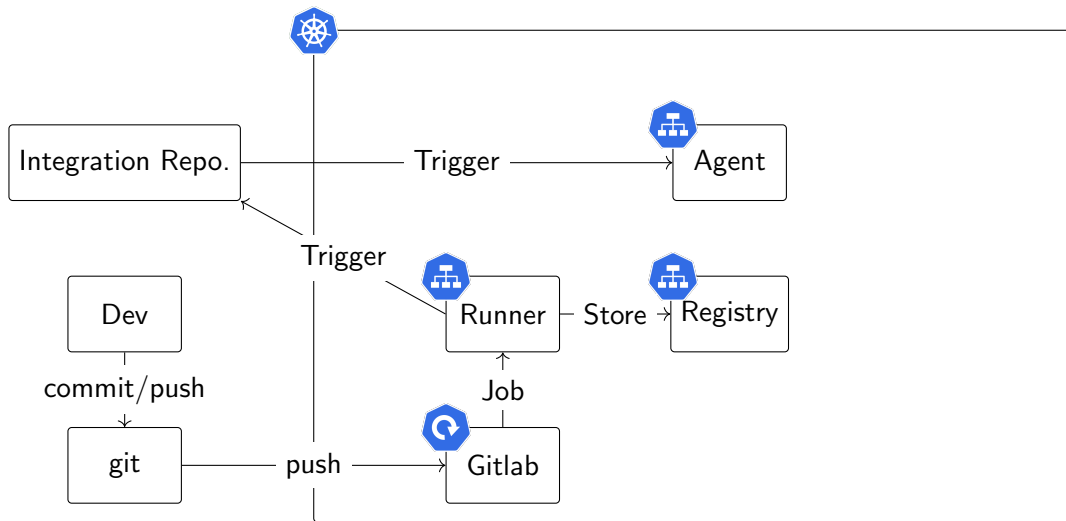 Integration Repo.
Trigger
Agent
Trigger
Dev
Runner
Store
Registry
commit/push
Job
git
push
Gitlab